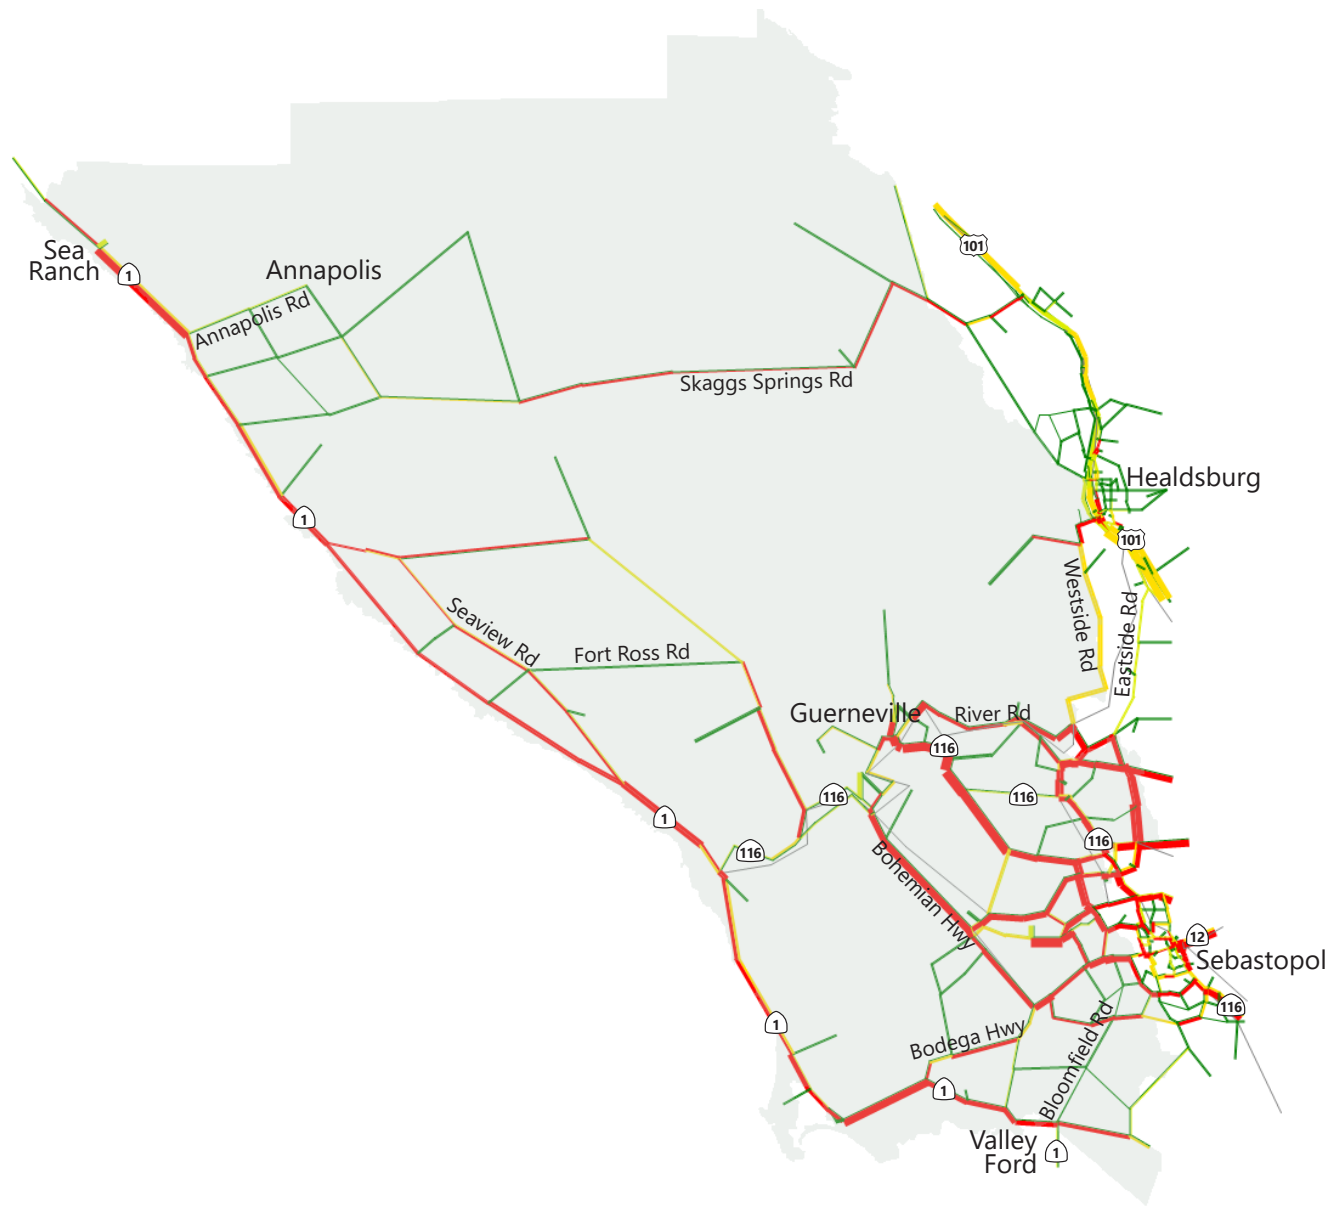 101
Sea
Ranch
1
Annapolis
Annapolis Rd
Skaggs Springs Rd
Healdsburg
1
101
Westside Rd
Eastside Rd
Seaview Rd
Fort Ross Rd
Guerneville
River Rd
116
116
116
1
116
116
Bohemian Hwy
12
Sebastopol
116
1
Bodega Hwy
Bloomfield Rd
1
Valley
Ford
1